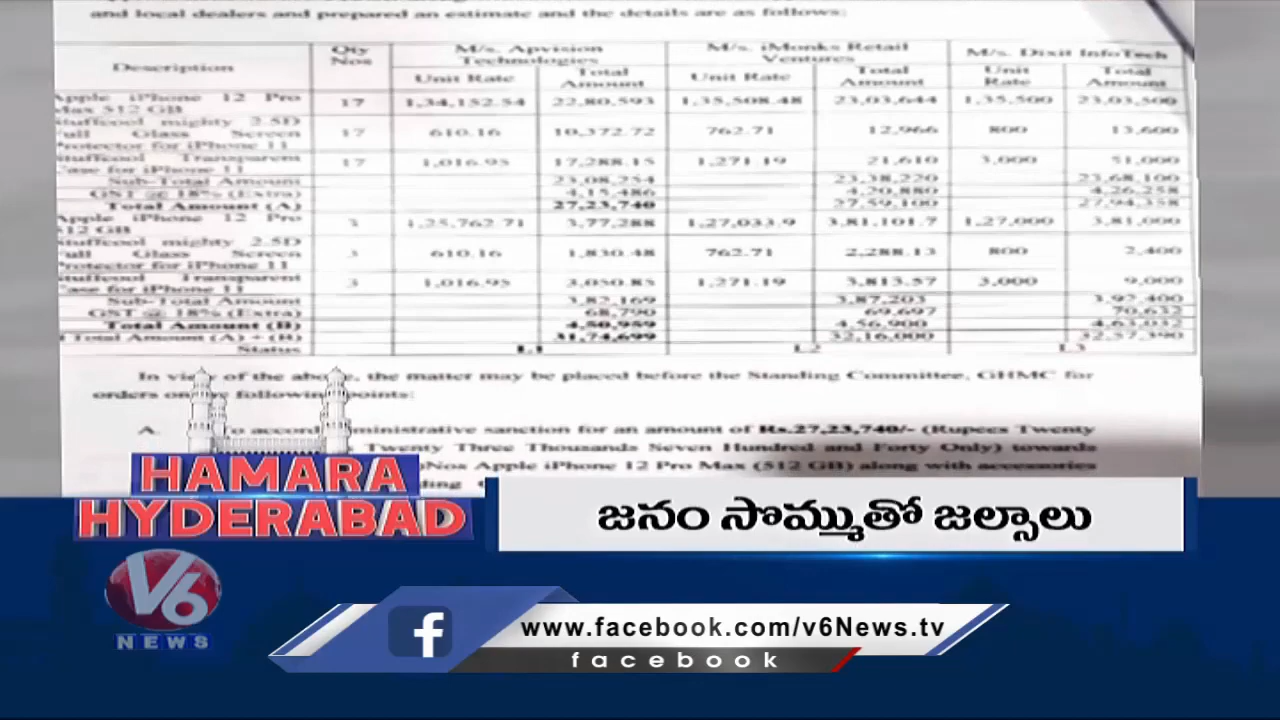 and local dealers and prepared an estimate and the details are as follows:
Description Qty Nos M/s. Apvision Technologies M/s. iMonks Retail Ventures M/s. Dixit InfoTech
Unit Rate Total Amount Unit Rate Total Amount Unit Rate Total Amount
Apple iPhone 12 Pro Max 512 GB 17 1,34,152.54 22,80,593 1,35,508.48 23,03,644 1,35,500 23,03,500
Stuffcool mighty 2.5D Full Glass Screen Protector for iPhone 11 17 610.16 10,372.72 762.71 12,966 800 13,600
Stuffcool Transparent Case for iPhone 11 17 1,016.95 17,288.15 1,271.19 21,610 3,000 51,000
Sub-Total Amount 23,08,254 23,38,220 23,68,100
GST @ 18% (Extra) 4,15,486 4,20,880 4,26,258
Total Amount (A) 27,23,740 27,59,100 27,94,358
Apple iPhone 12 Pro 512 GB 3 1,25,762.71 3,77,288 1,27,033.9 3,81,101.7 1,27,000 3,81,000
Stuffcool mighty 2.5D Full Glass Screen Protector for iPhone 11 3 610.16 1,830.48 762.71 2,288.13 800 2,400
Stuffcool Transparent Case for iPhone 11 3 1,016.95 3,050.85 1,271.19 3,813.57 3,000 9,000
Sub-Total Amount 3,82,169 3,87,203 3,92,400
GST @ 18% (Extra) 68,790 69,697 70,632
Total Amount (B) 4,50,959 4,56,900 4,63,032
Total Amount (A) + (B) 31,74,699 32,16,000 32,57,390
Status L1 L2 L3
In view of the above, the matter may be placed before the Standing Committee, GHMC for
orders on the following points:
A. To accord administrative sanction for an amount of Rs.27,23,740/- (Rupees Twenty
Twenty Three Thousands Seven Hundred and Forty Only) towards
Nos Apple iPhone 12 Pro Max (512 GB) along with accessories
HAMARA
HYDERABAD
జనం సొమ్ముతో జల్సాలు
V6
NEWS
f
www.facebook.com/v6News.tv
facebook